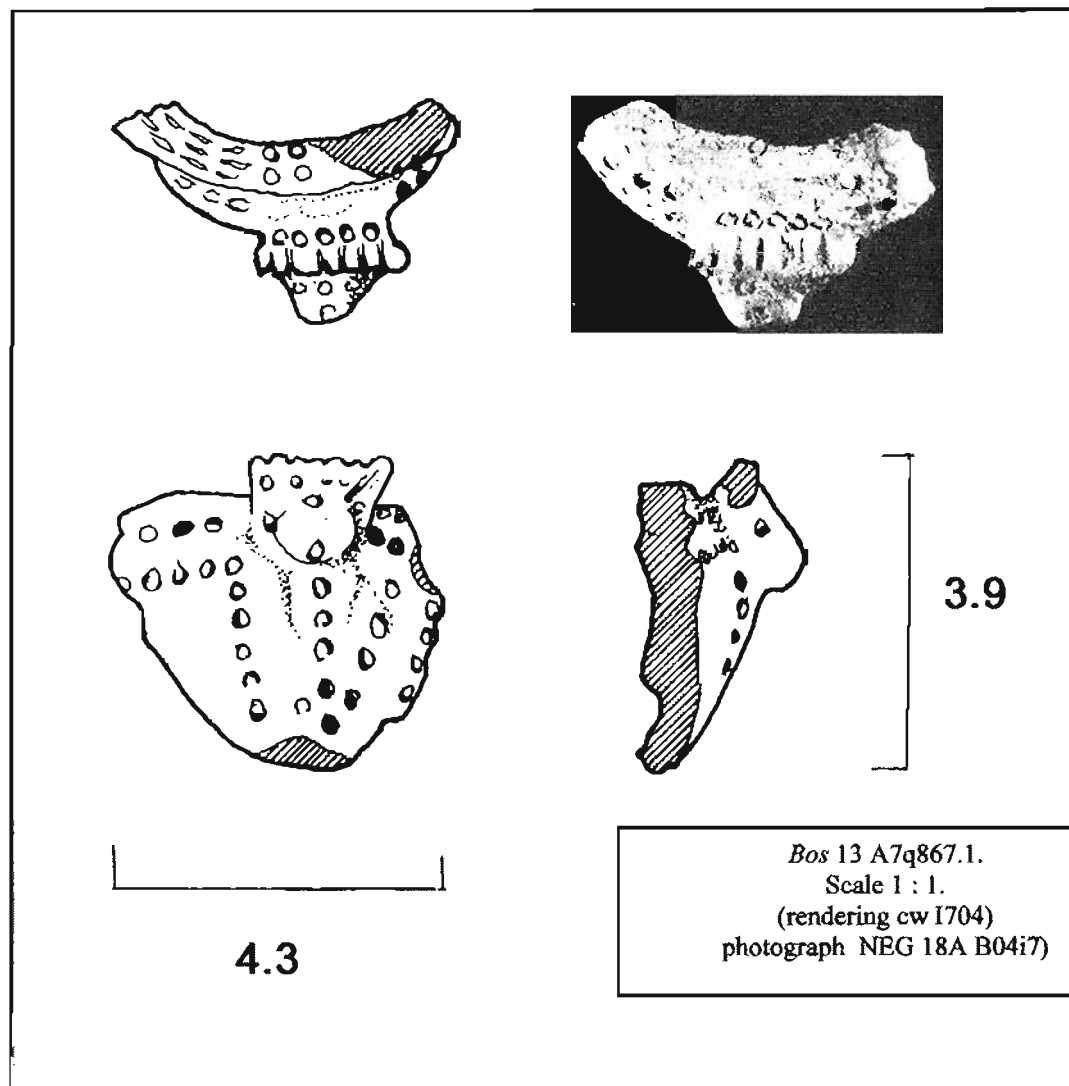 3.9
4.3
Bos 13 A7q867.1.
Scale 1 : 1.
(rendering cw I704)
photograph NEG 18A B04i7)